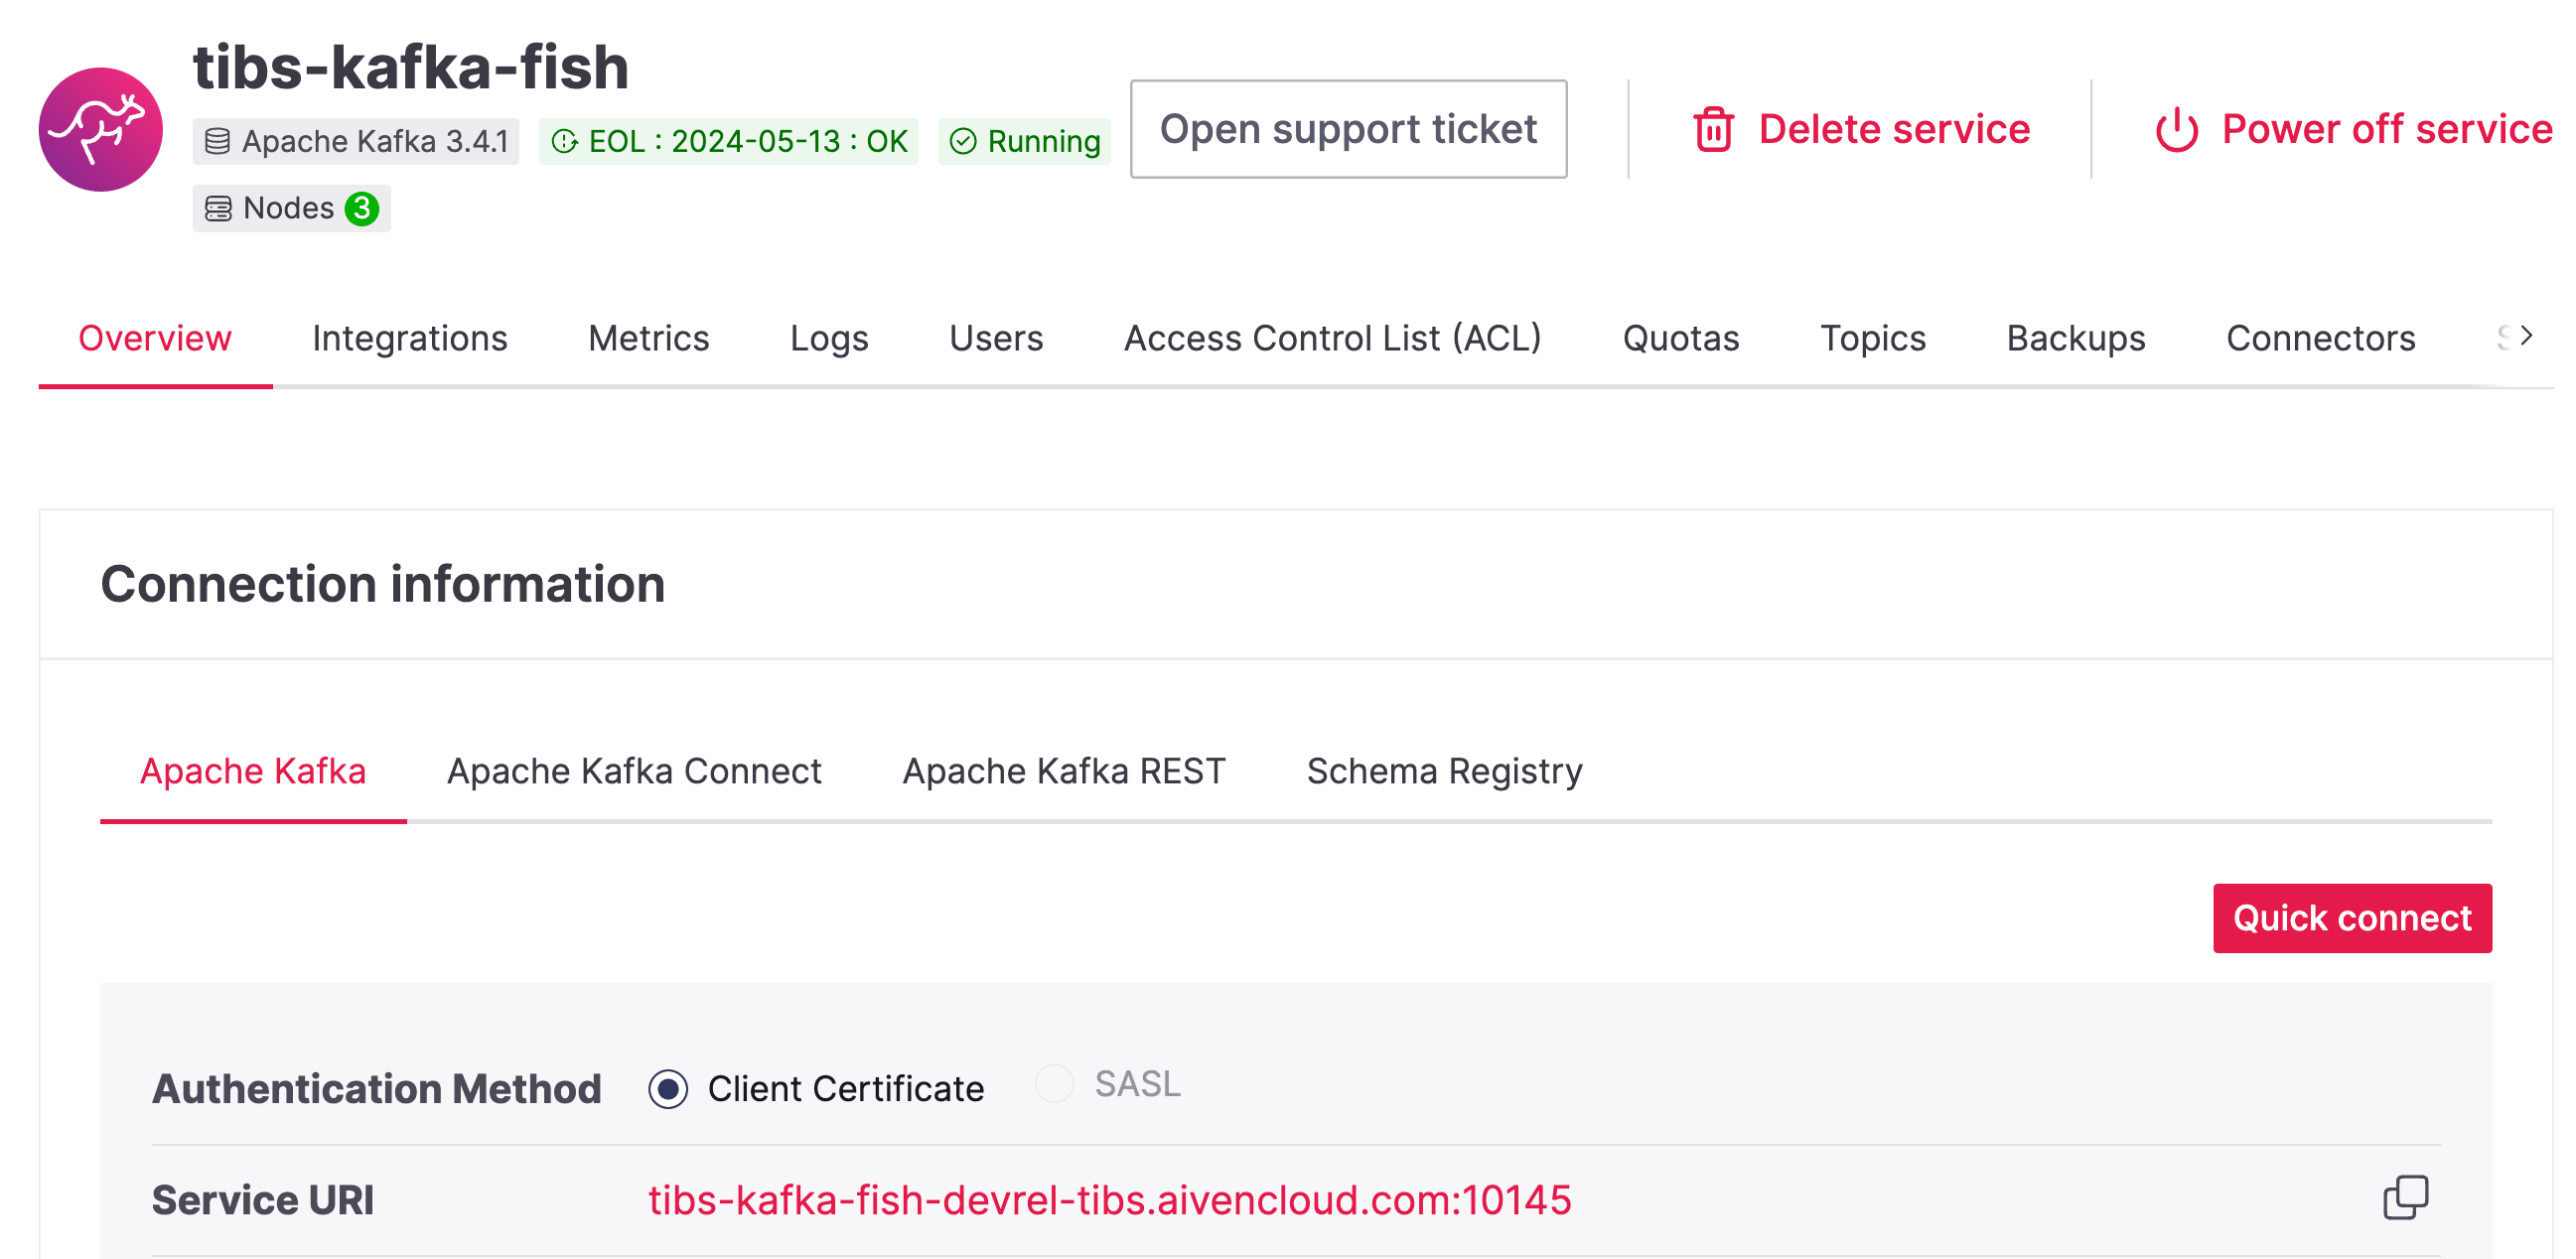 tibs-kafka-fish
Apache Kafka 3.4.1 EOL : 2024-05-13 : OK Running
Nodes 3
Open support ticket Delete service Power off service
Overview Integrations Metrics Logs Users Access Control List (ACL) Quotas Topics Backups Connectors
Connection information
Apache Kafka Apache Kafka Connect Apache Kafka REST Schema Registry
Quick connect
Authentication Method Client Certificate SASL
Service URI tibs-kafka-fish-devrel-tibs.aivencloud.com:10145